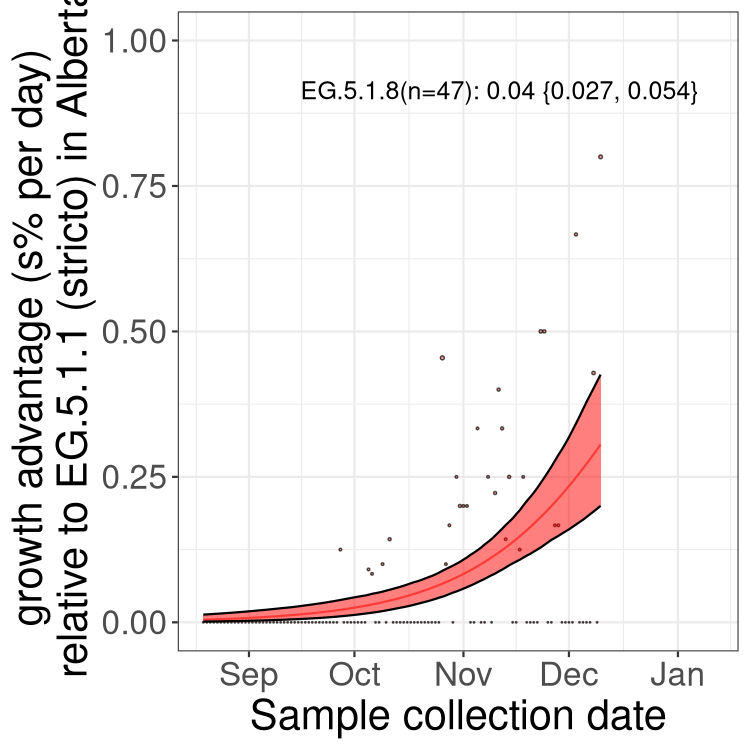 growth advantage (s% per day)
relative to EG.5.1.1 (stricto) in Alberta
1.00
0.75
0.50
0.25
0.00
EG.5.1.8(n=47): 0.04 {0.027, 0.054}
Sep Oct Nov Dec Jan
Sample collection date